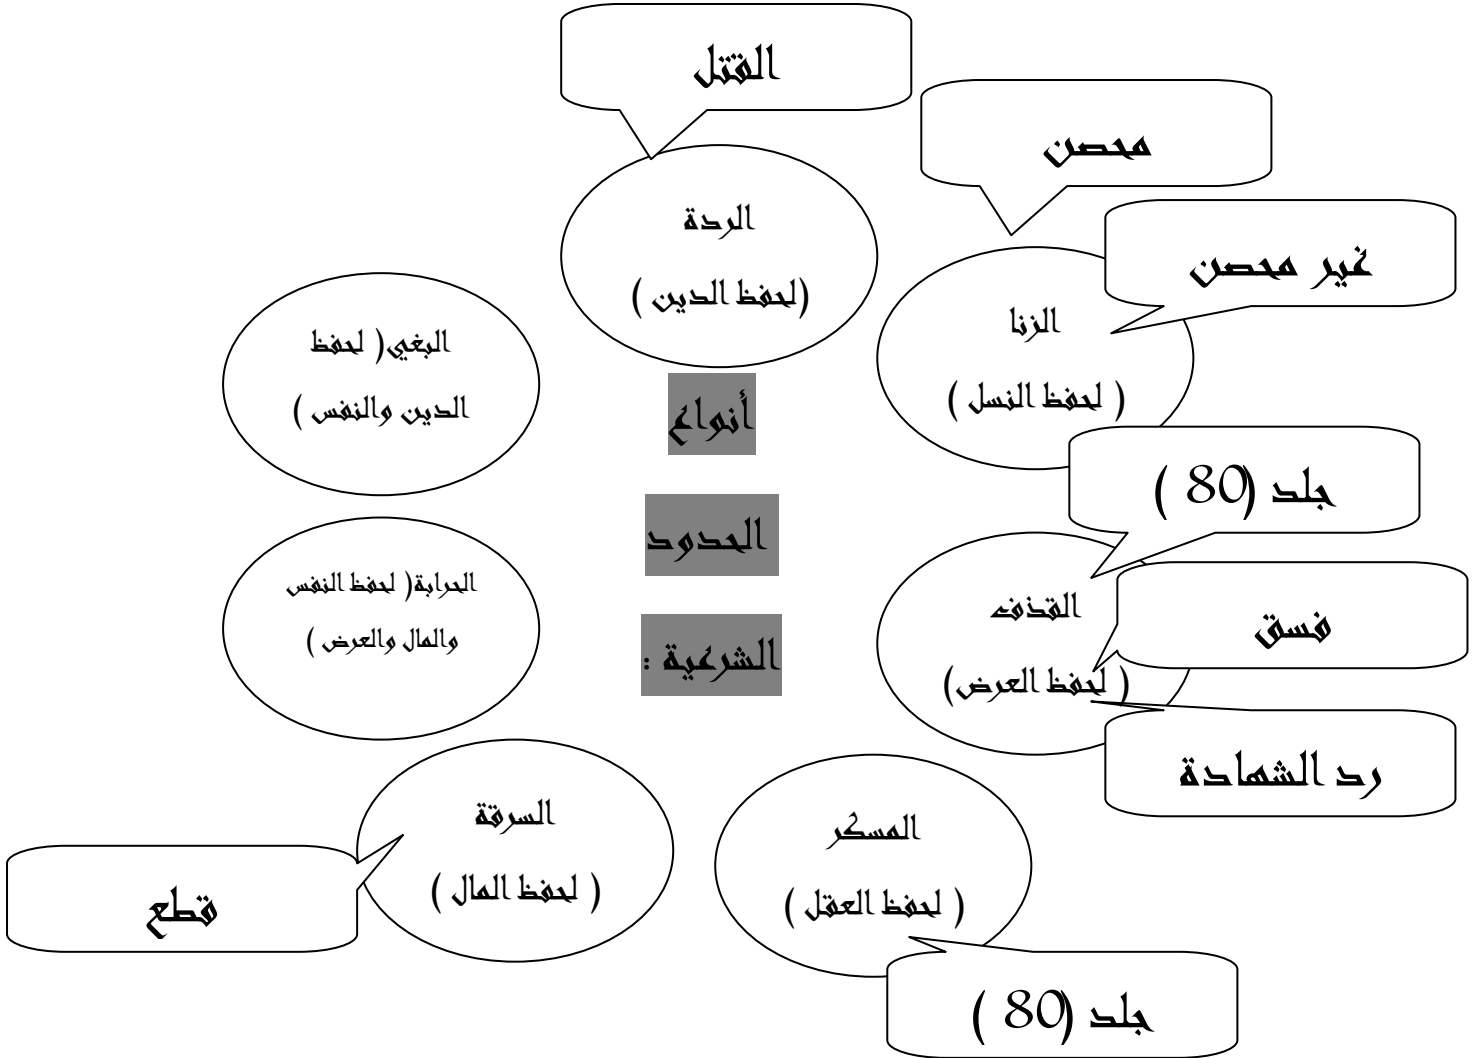 القتل
محصن
غير محصن
الردة
(لحفظ الدين )
الزنا
( لحفظ النسل )
البغي( لحفظ
الدين والنفس )
أنواع
الحدود
الشرعية :
جلد (80 )
القذف
( لحفظ العرض)
فسق
رد الشهادة
الحرابة( لحفظ النفس
والمال والعرض )
السرقة
( لحفظ المال )
قطع
المسكر
( لحفظ العقل )
جلد (80 )